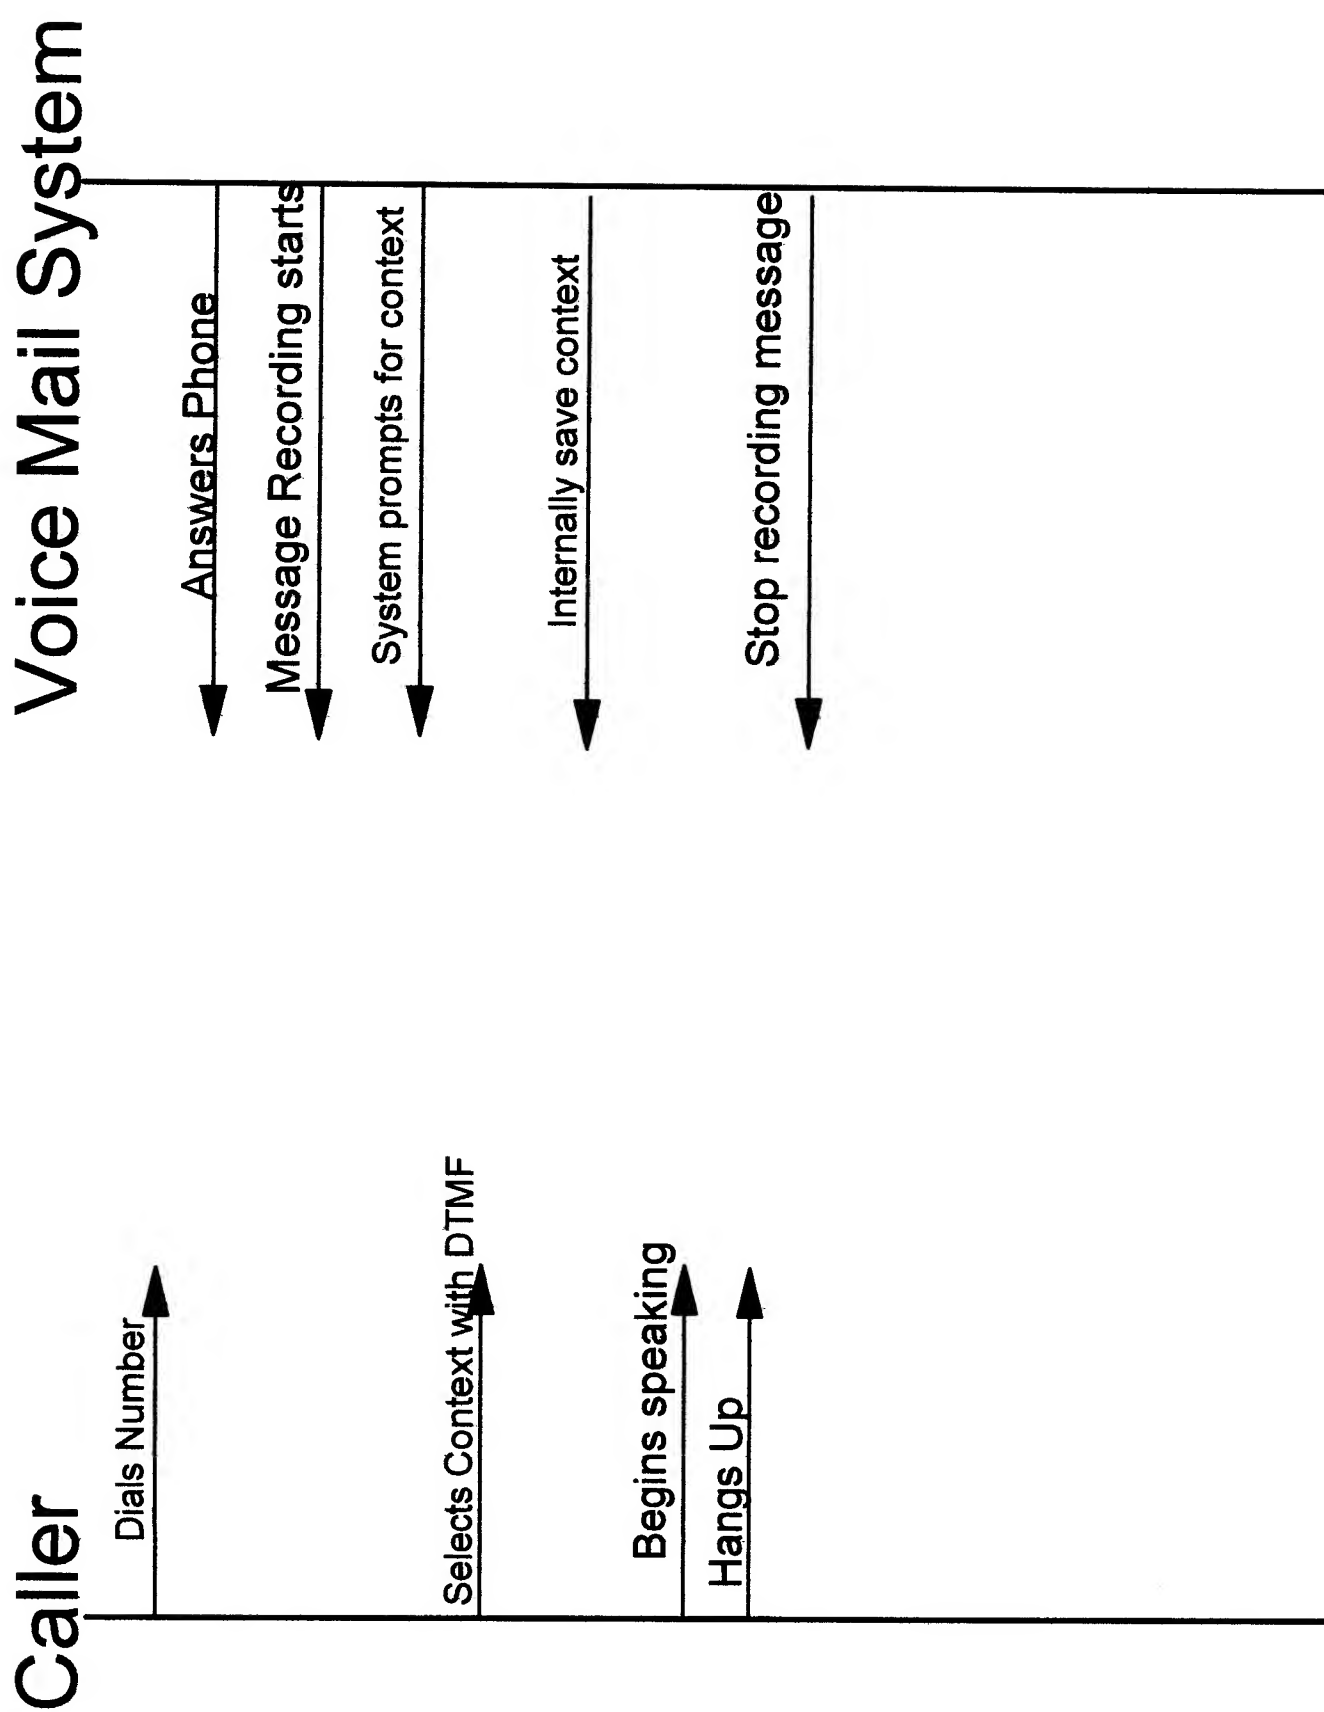 Caller
Voice Mail System
Dials Number
Answers Phone
Message Recording starts
System prompts for context
Selects Context with DTMF
Internally save context
Begins speaking
Hangs Up
Stop recording message